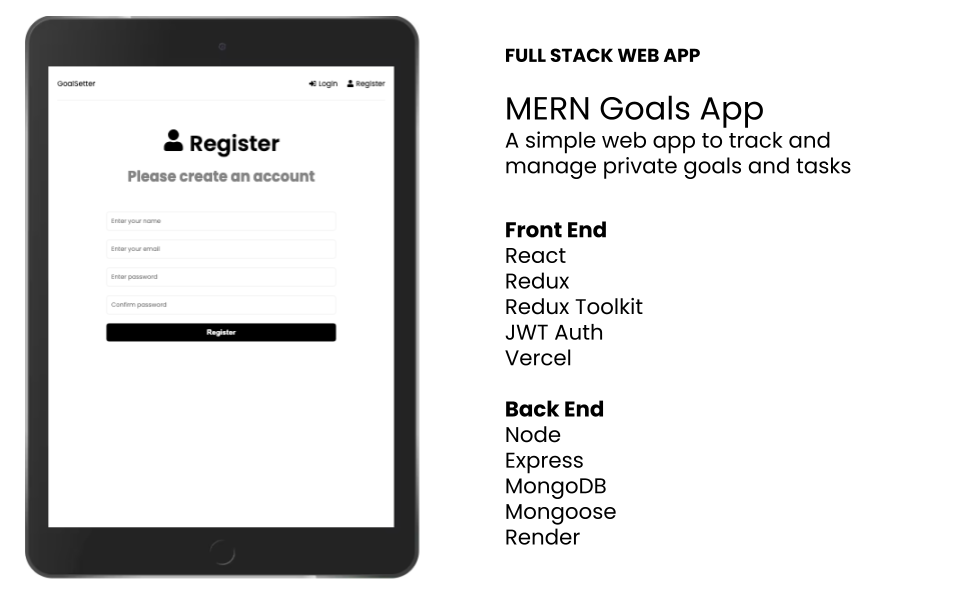 GoalSetter
Login
Register
Register
Please create an account
Enter your name
Enter your email
Enter password
Confirm password
Register
FULL STACK WEB APP
MERN Goals App
A simple web app to track and
manage private goals and tasks
Front End
React
Redux
Redux Toolkit
JWT Auth
Vercel
Back End
Node
Express
MongoDB
Mongoose
Render